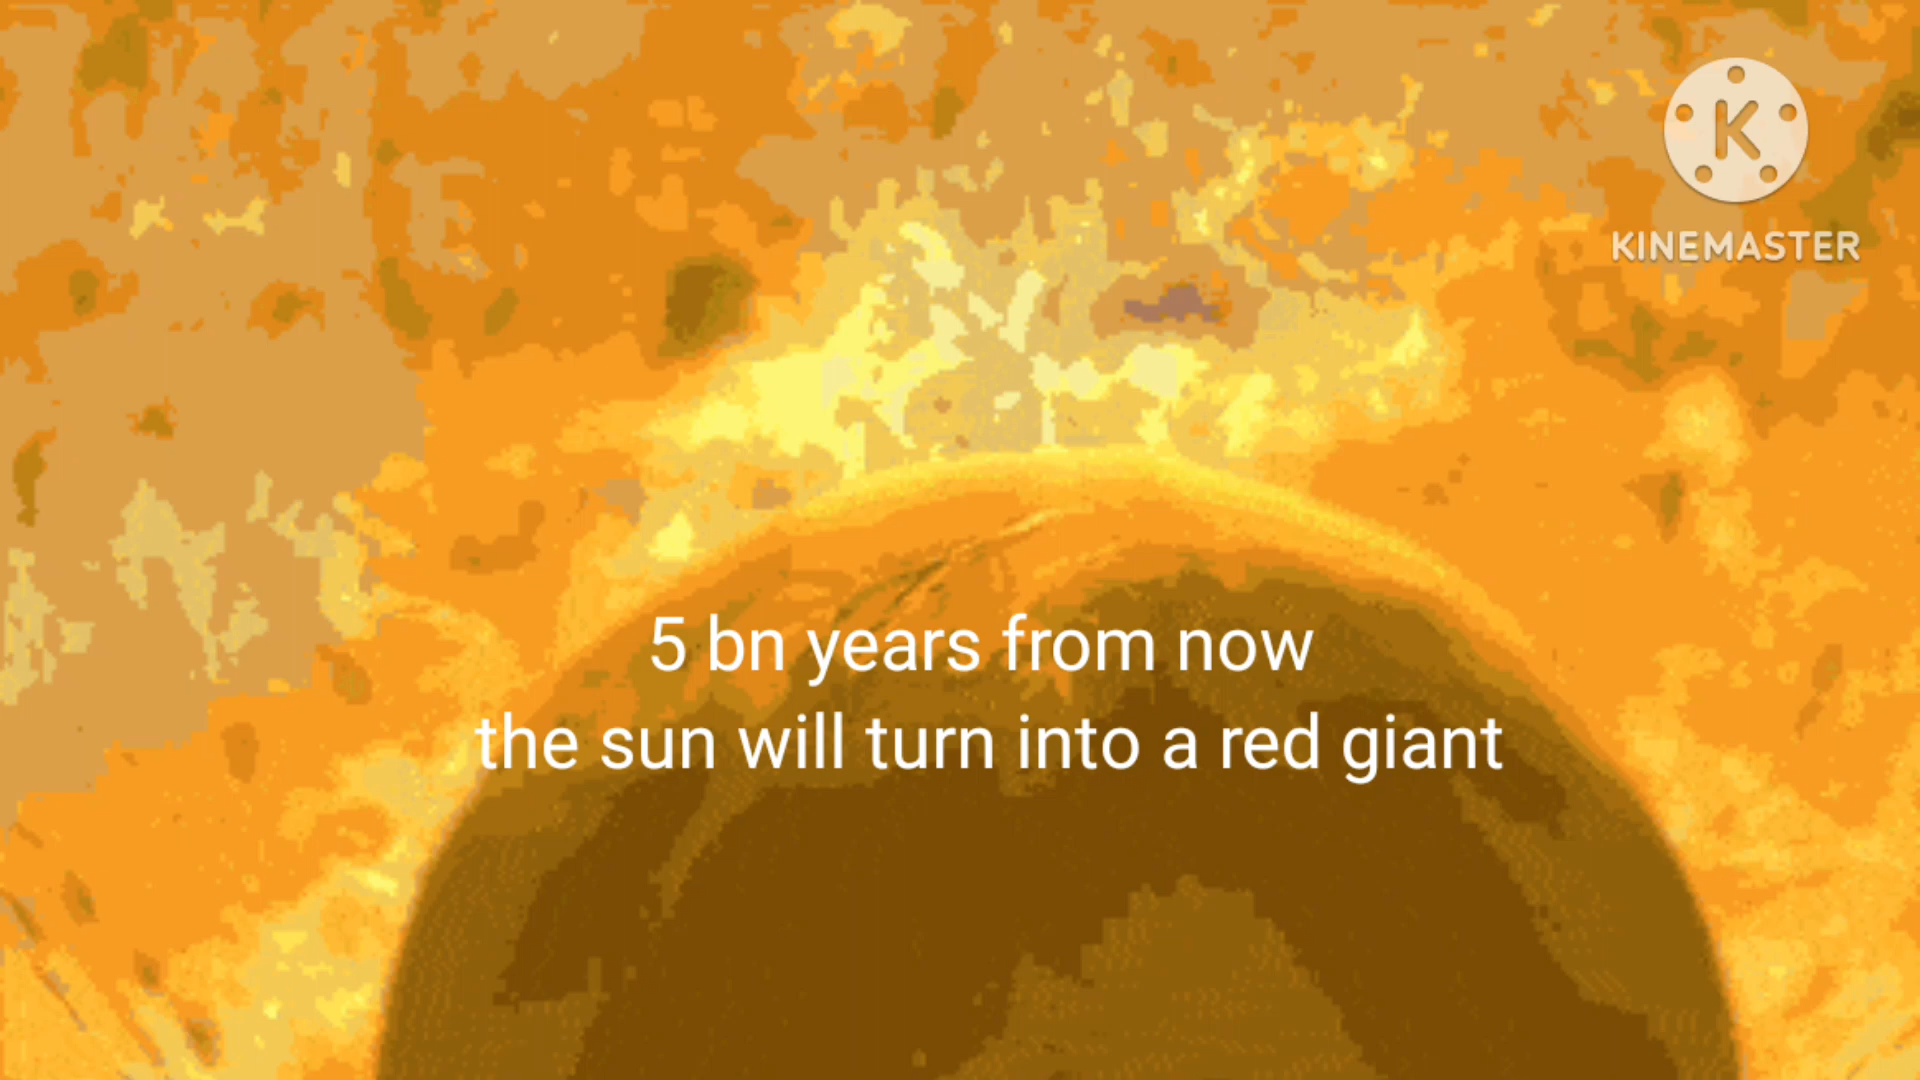 K
KINEMASTER
5 bn years from now
the sun will turn into a red giant